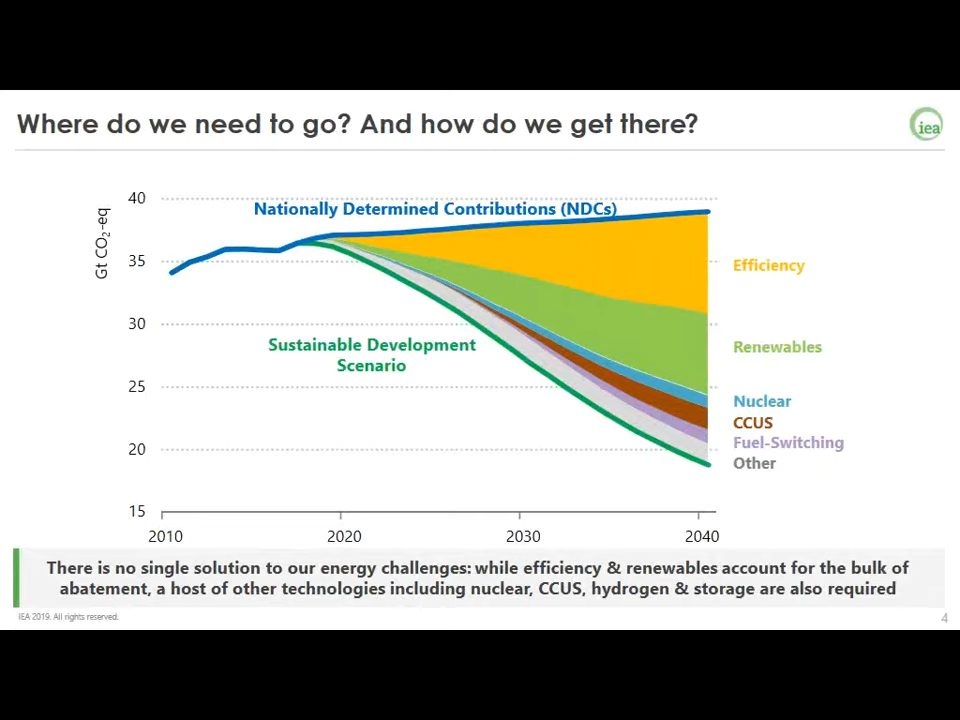 Where do we need to go? And how do we get there?
iea
40
Nationally Determined Contributions (NDCs)
Gt CO2-eq
35
Efficiency
30
Sustainable Development
Scenario
Renewables
25
Nuclear
CCUS
Fuel-Switching
20
Other
15
2010 2020 2030 2040
There is no single solution to our energy challenges: while efficiency & renewables account for the bulk of
abatement, a host of other technologies including nuclear, CCUS, hydrogen & storage are also required
IEA 2019. All rights reserved.
4